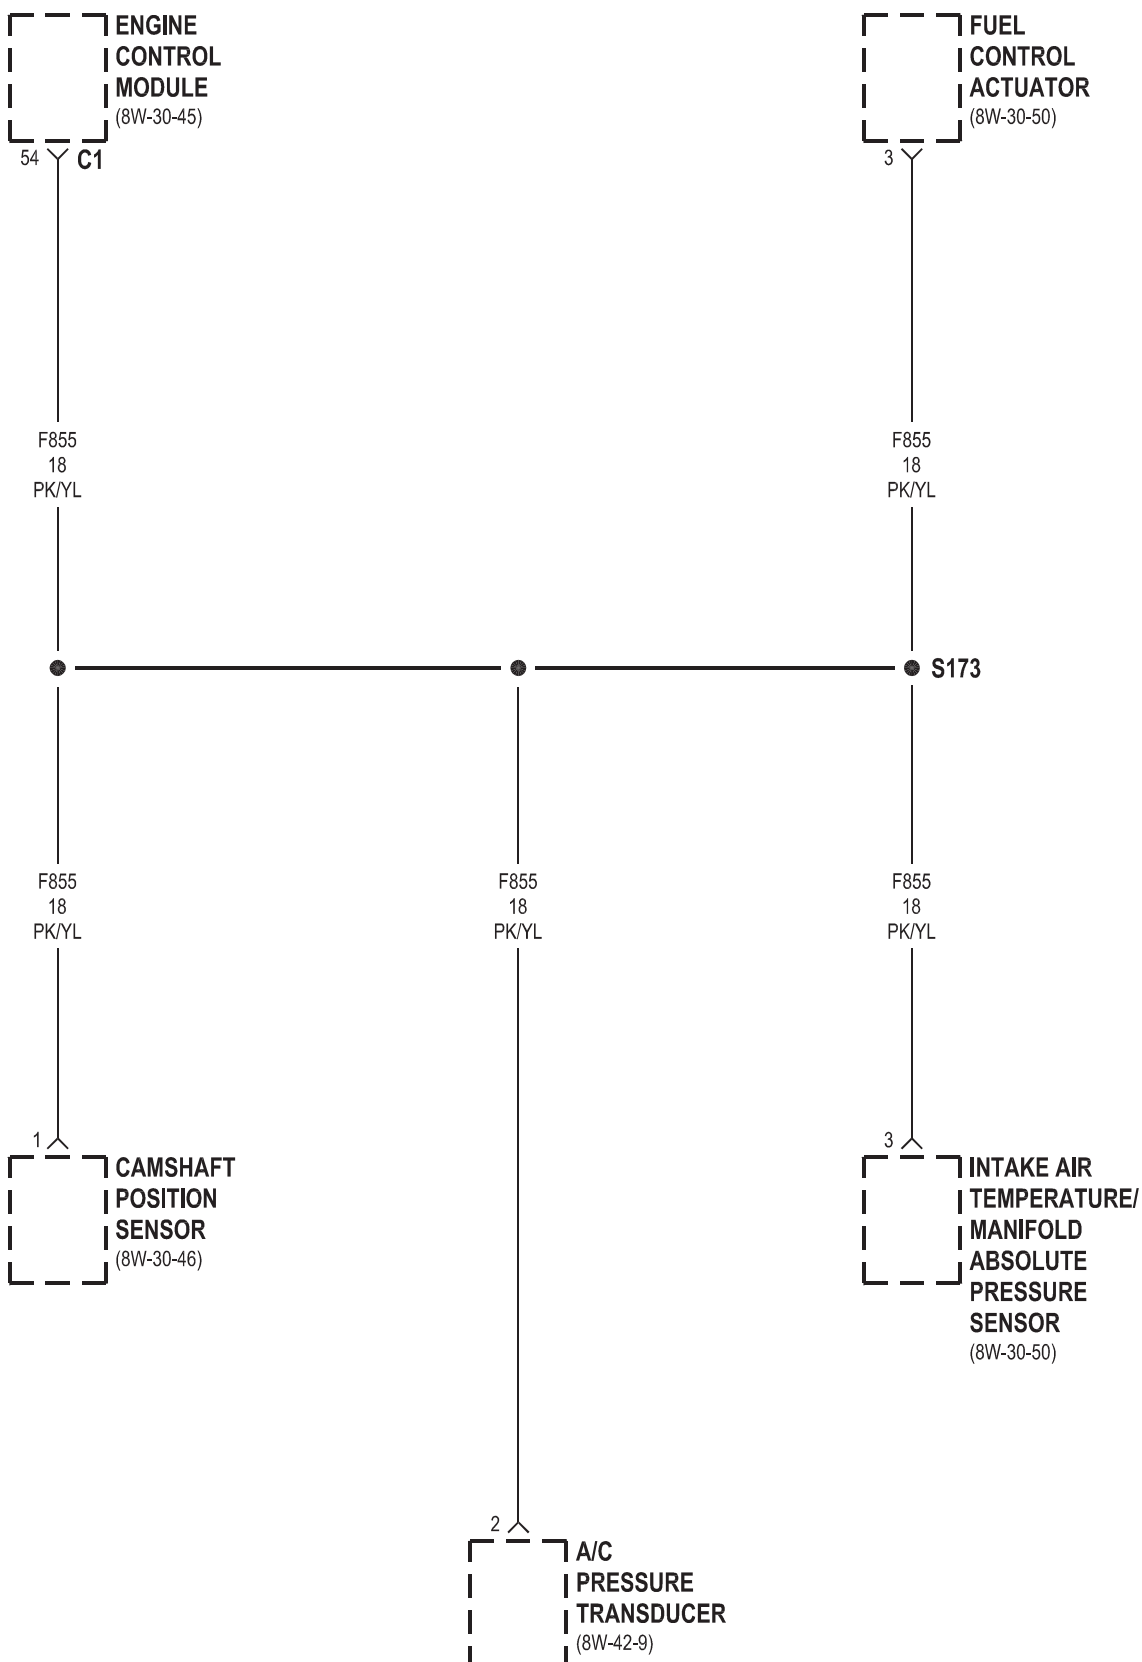 ENGINE
CONTROL
MODULE
(8W-30-45)
54
C1
FUEL
CONTROL
ACTUATOR
(8W-30-50)
3
F855
18
PK/YL
F855
18
PK/YL
S173
F855
18
PK/YL
F855
18
PK/YL
F855
18
PK/YL
1
CAMSHAFT
POSITION
SENSOR
(8W-30-46)
3
INTAKE AIR
TEMPERATURE/
MANIFOLD
ABSOLUTE
PRESSURE
SENSOR
(8W-30-50)
2
A/C
PRESSURE
TRANSDUCER
(8W-42-9)